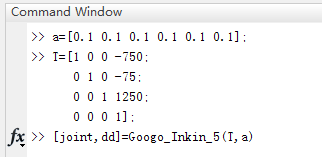 Command Window
>> a=[0.1 0.1 0.1 0.1 0.1 0.1];
>> T=[1 0 0 -750;
0 1 0 -75;
0 0 1 1250;
0 0 0 1];
fx >> [joint,dd]=Googo_Inkin_5(T,a)